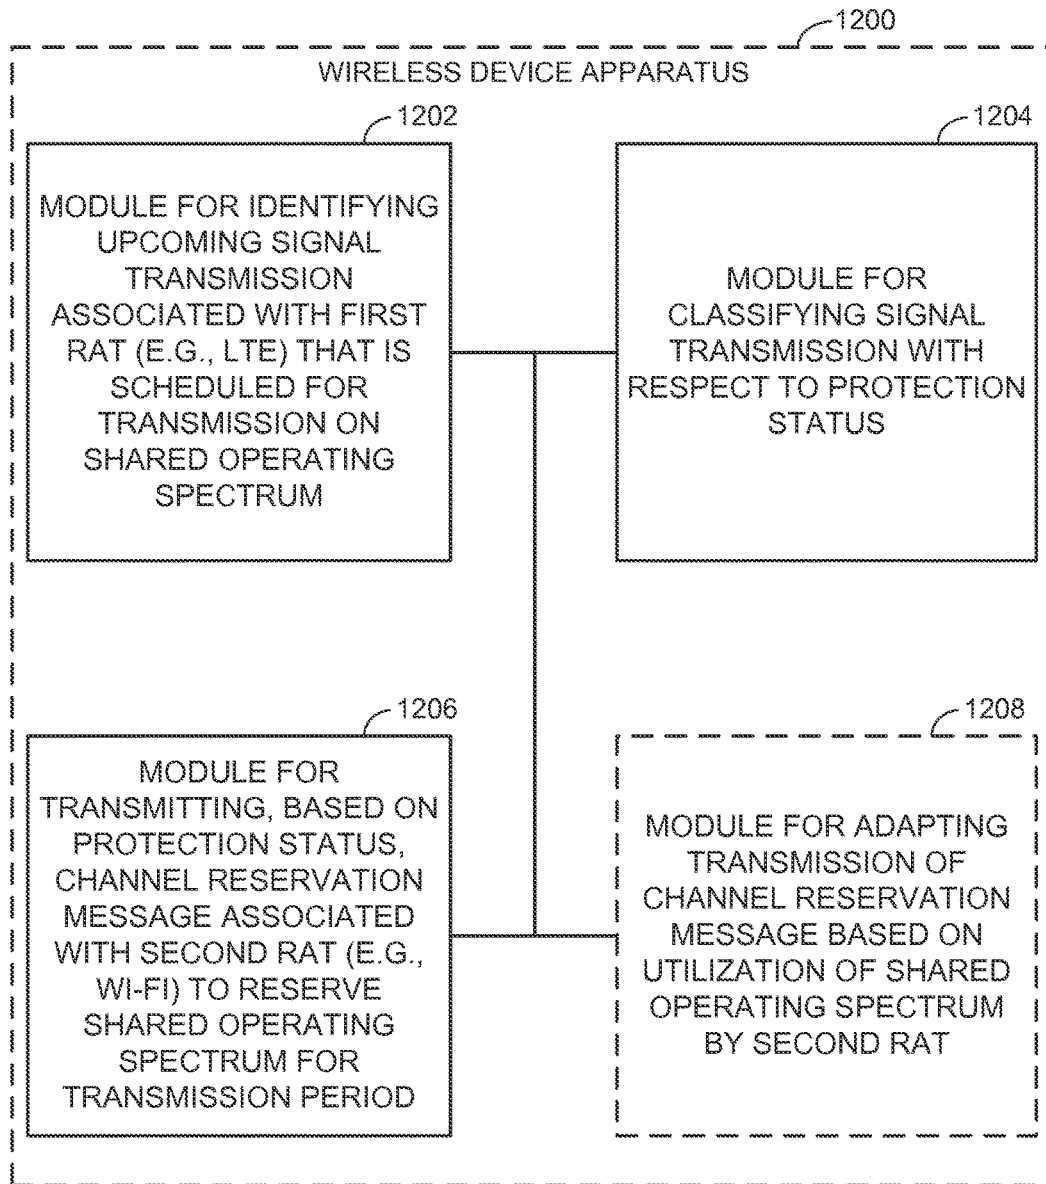 1200
WIRELESS DEVICE APPARATUS
1202
MODULE FOR IDENTIFYING
UPCOMING SIGNAL
TRANSMISSION
ASSOCIATED WITH FIRST
RAT (E.G., LTE) THAT IS
SCHEDULED FOR
TRANSMISSION ON
SHARED OPERATING
SPECTRUM
1204
MODULE FOR
CLASSIFYING SIGNAL
TRANSMISSION WITH
RESPECT TO PROTECTION
STATUS
1206
MODULE FOR
TRANSMITTING, BASED ON
PROTECTION STATUS,
CHANNEL RESERVATION
MESSAGE ASSOCIATED
WITH SECOND RAT (E.G.,
WI-FI) TO RESERVE
SHARED OPERATING
SPECTRUM FOR
TRANSMISSION PERIOD
1208
MODULE FOR ADAPTING
TRANSMISSION OF
CHANNEL RESERVATION
MESSAGE BASED ON
UTILIZATION OF SHARED
OPERATING SPECTRUM
BY SECOND RAT